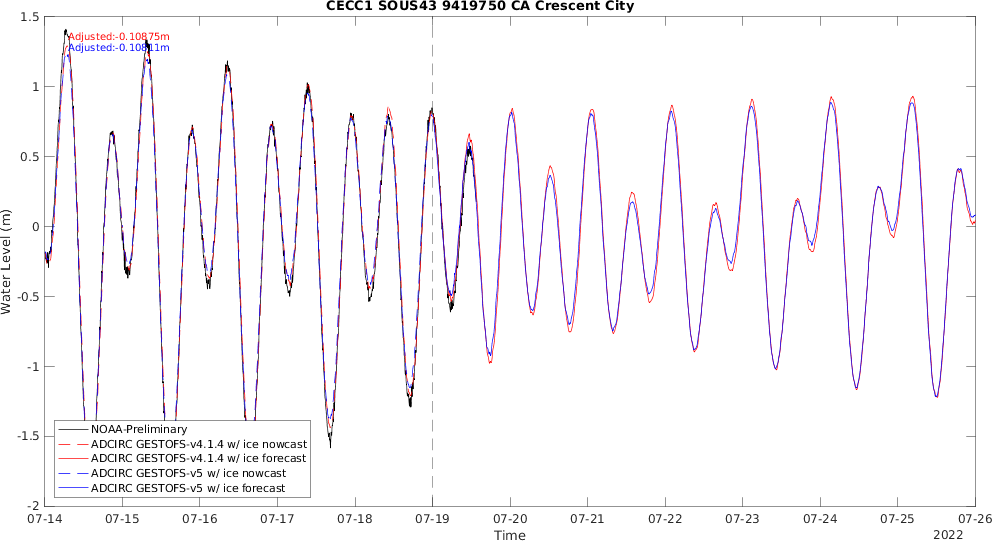 CECC1 SOUS43 9419750 CA Crescent City
Adjusted:-0.10875m
Adjusted:-0.10811m
1.5
1
0.5
0
-0.5
-1
-1.5
-2
Water Level (m)
NOAA-Preliminary
ADCIRC GESTOFS-v4.1.4 w/ ice nowcast
ADCIRC GESTOFS-v4.1.4 w/ ice forecast
ADCIRC GESTOFS-v5 w/ ice nowcast
ADCIRC GESTOFS-v5 w/ ice forecast
07-14 07-15 07-16 07-17 07-18 07-19 07-20 07-21 07-22 07-23 07-24 07-25 07-26
Time
2022